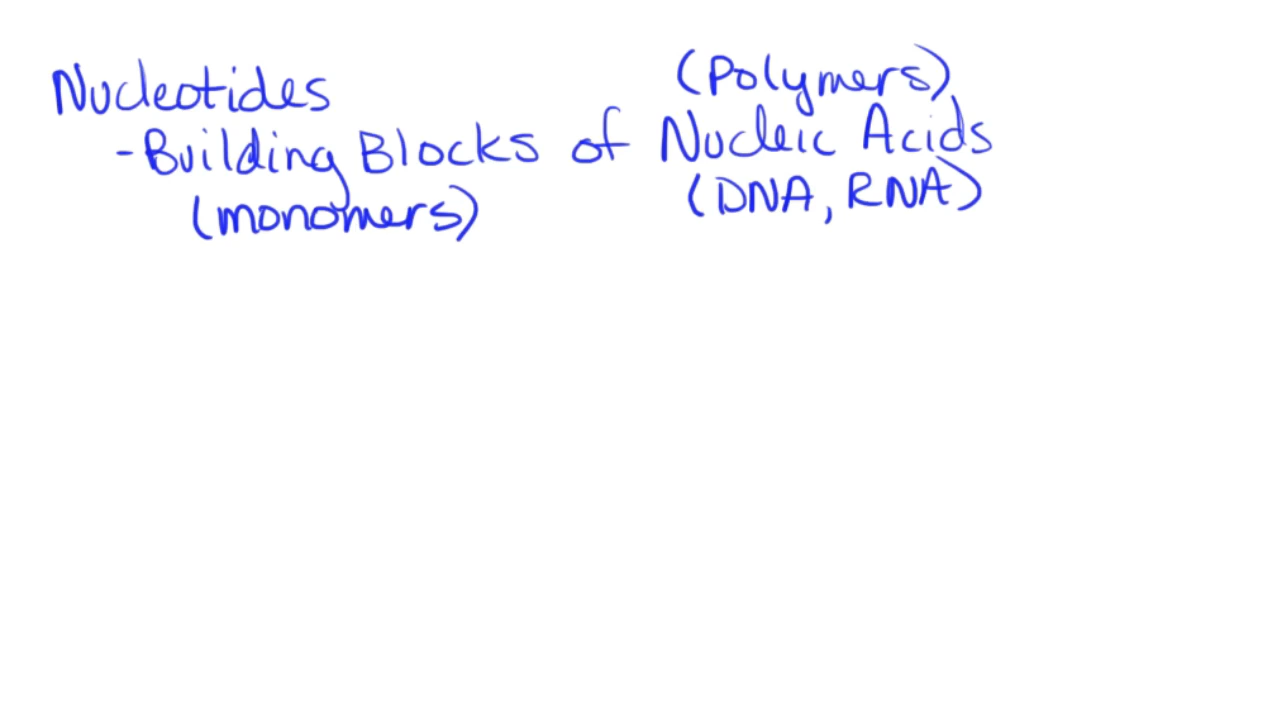 Nucleotides
(Polymers)
-Building Blocks of Nucleic Acids
(monomers)
(DNA, RNA)